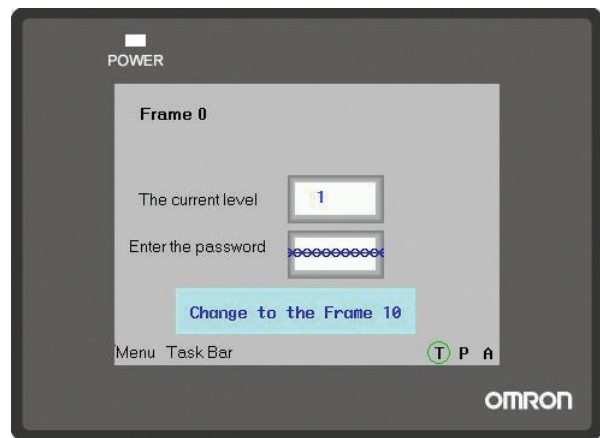 POWER
Frame 0
The current level 1
Enter the password xxxxxxxxxx
Change to the Frame 10
Menu Task Bar T P A
OMRON